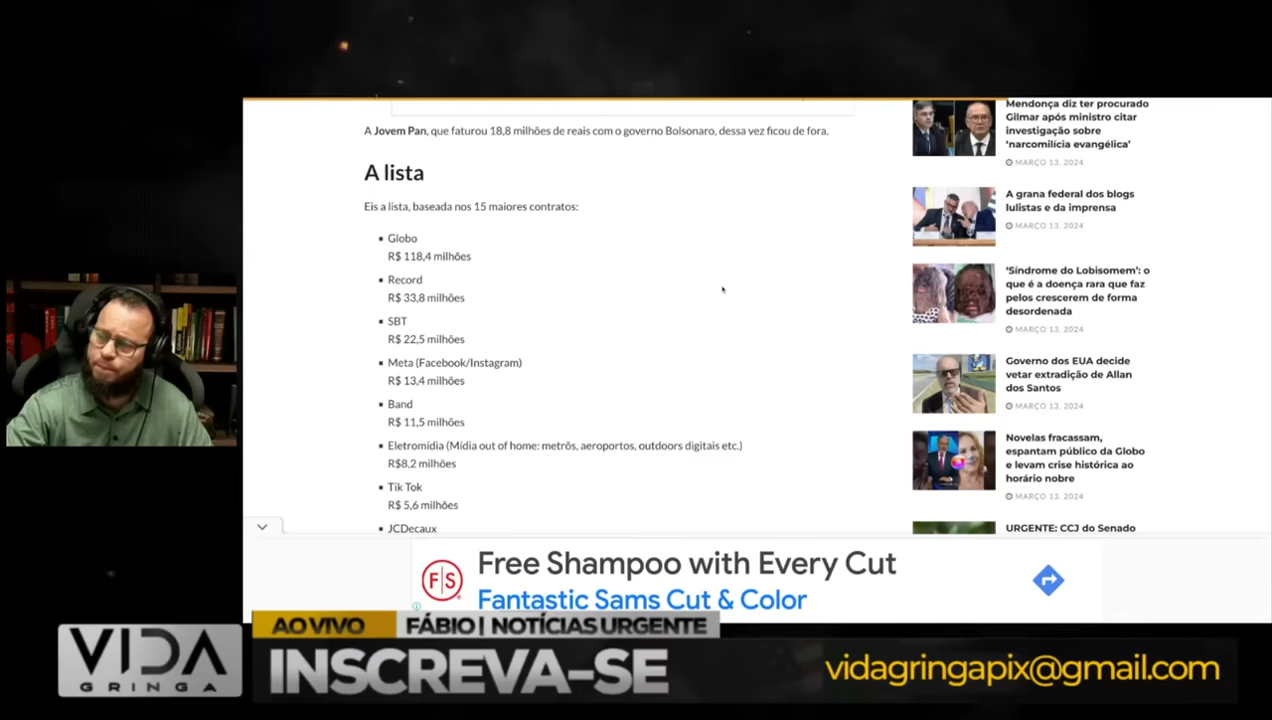 A Jovem Pan, que faturou 18,8 milhões de reais com o governo Bolsonaro, dessa vez ficou de fora.
A lista
Eis a lista, baseada nos 15 maiores contratos:
Globo
R$ 118,4 milhões
Record
R$ 33,8 milhões
SBT
R$ 22,5 milhões
Meta (Facebook/Instagram)
R$ 13,4 milhões
Band
R$ 11,5 milhões
Eletromídia (Mídia out of home: metrôs, aeroportos, outdoors digitais etc.)
R$8,2 milhões
Tik Tok
R$ 5,6 milhões
JCDecaux
Mendonça diz ter procurado
Gilmar após ministro citar
investigação sobre
‘narcomilícia evangélica’
MARÇO 13, 2024
A grana federal dos blogs
lulistas e da imprensa
MARÇO 13, 2024
‘Síndrome do Lobisomem’: o
que é a doença rara que faz
pelos crescerem de forma
desordenada
MARÇO 13, 2024
Governo dos EUA decide
vetar extradição de Allan
dos Santos
MARÇO 13, 2024
Novelas fracassam,
espantam público da Globo
e levam crise histórica ao
horário nobre
MARÇO 13, 2024
URGENTE: CCJ do Senado
F|S
Free Shampoo with Every Cut
Fantastic Sams Cut & Color
AO VIVO
FÁBIO | NOTÍCIAS URGENTE
VIDA
GRINGA
INSCREVA-SE
vidagringapix@gmail.com